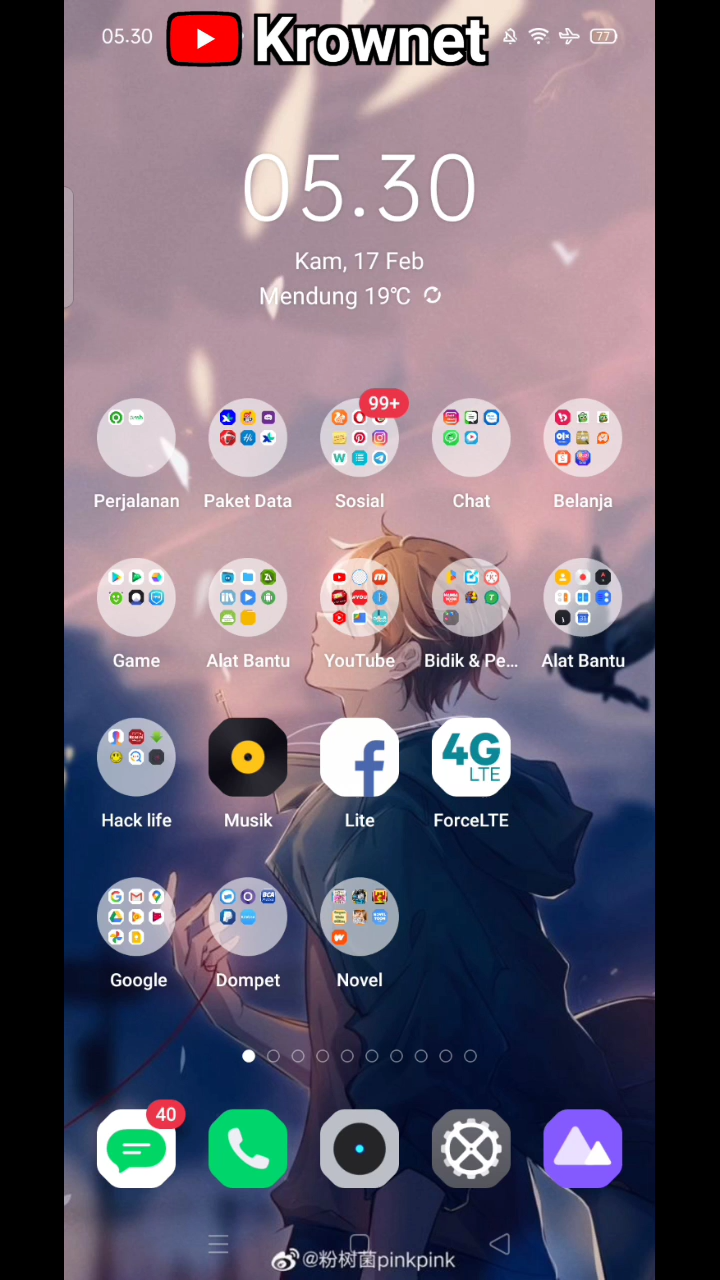 05.30
Krownet
77
05.30
Kam, 17 Feb
Mendung 19℃
99+
Perjalanan
Paket Data
Sosial
Chat
Belanja
Game
Alat Bantu
YouTube
Bidik & Pe...
Alat Bantu
4G
LTE
Hack life
Musik
Lite
ForceLTE
BCA
Google
Dompet
Novel
40
@粉树菌pinkpink